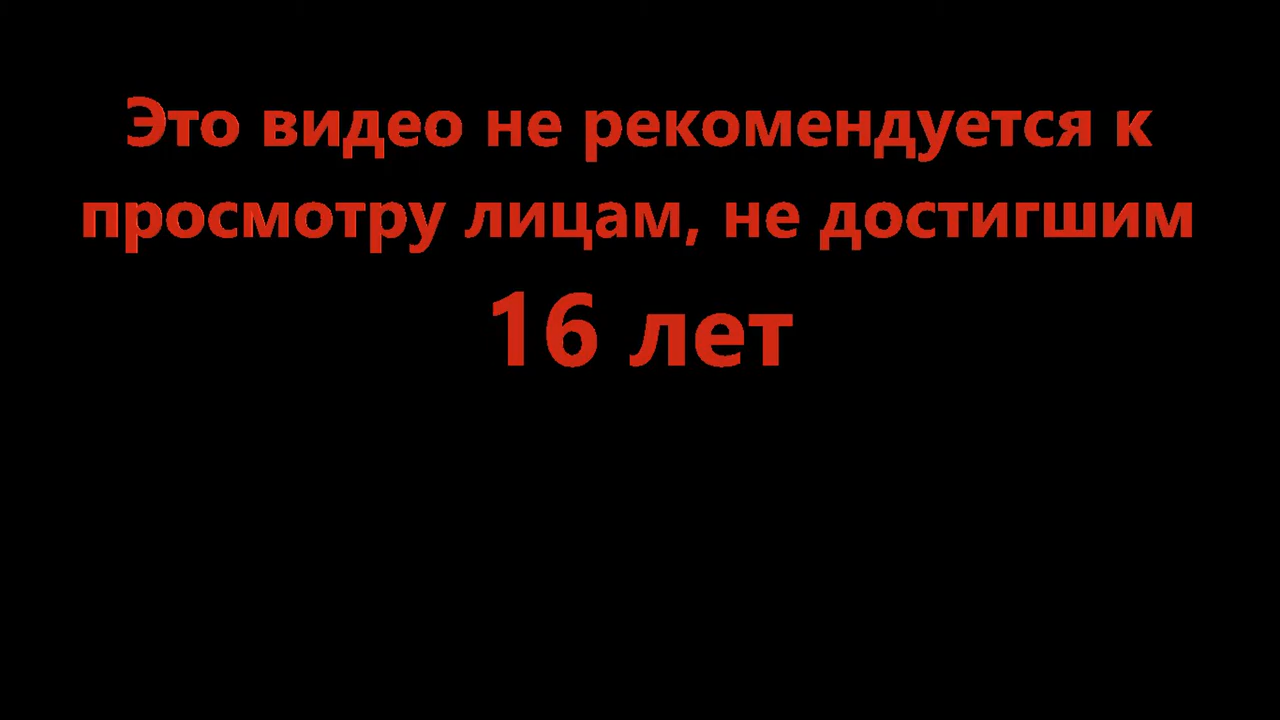 Это видео не рекомендуется к
просмотру лицам, не достигшим
16 лет